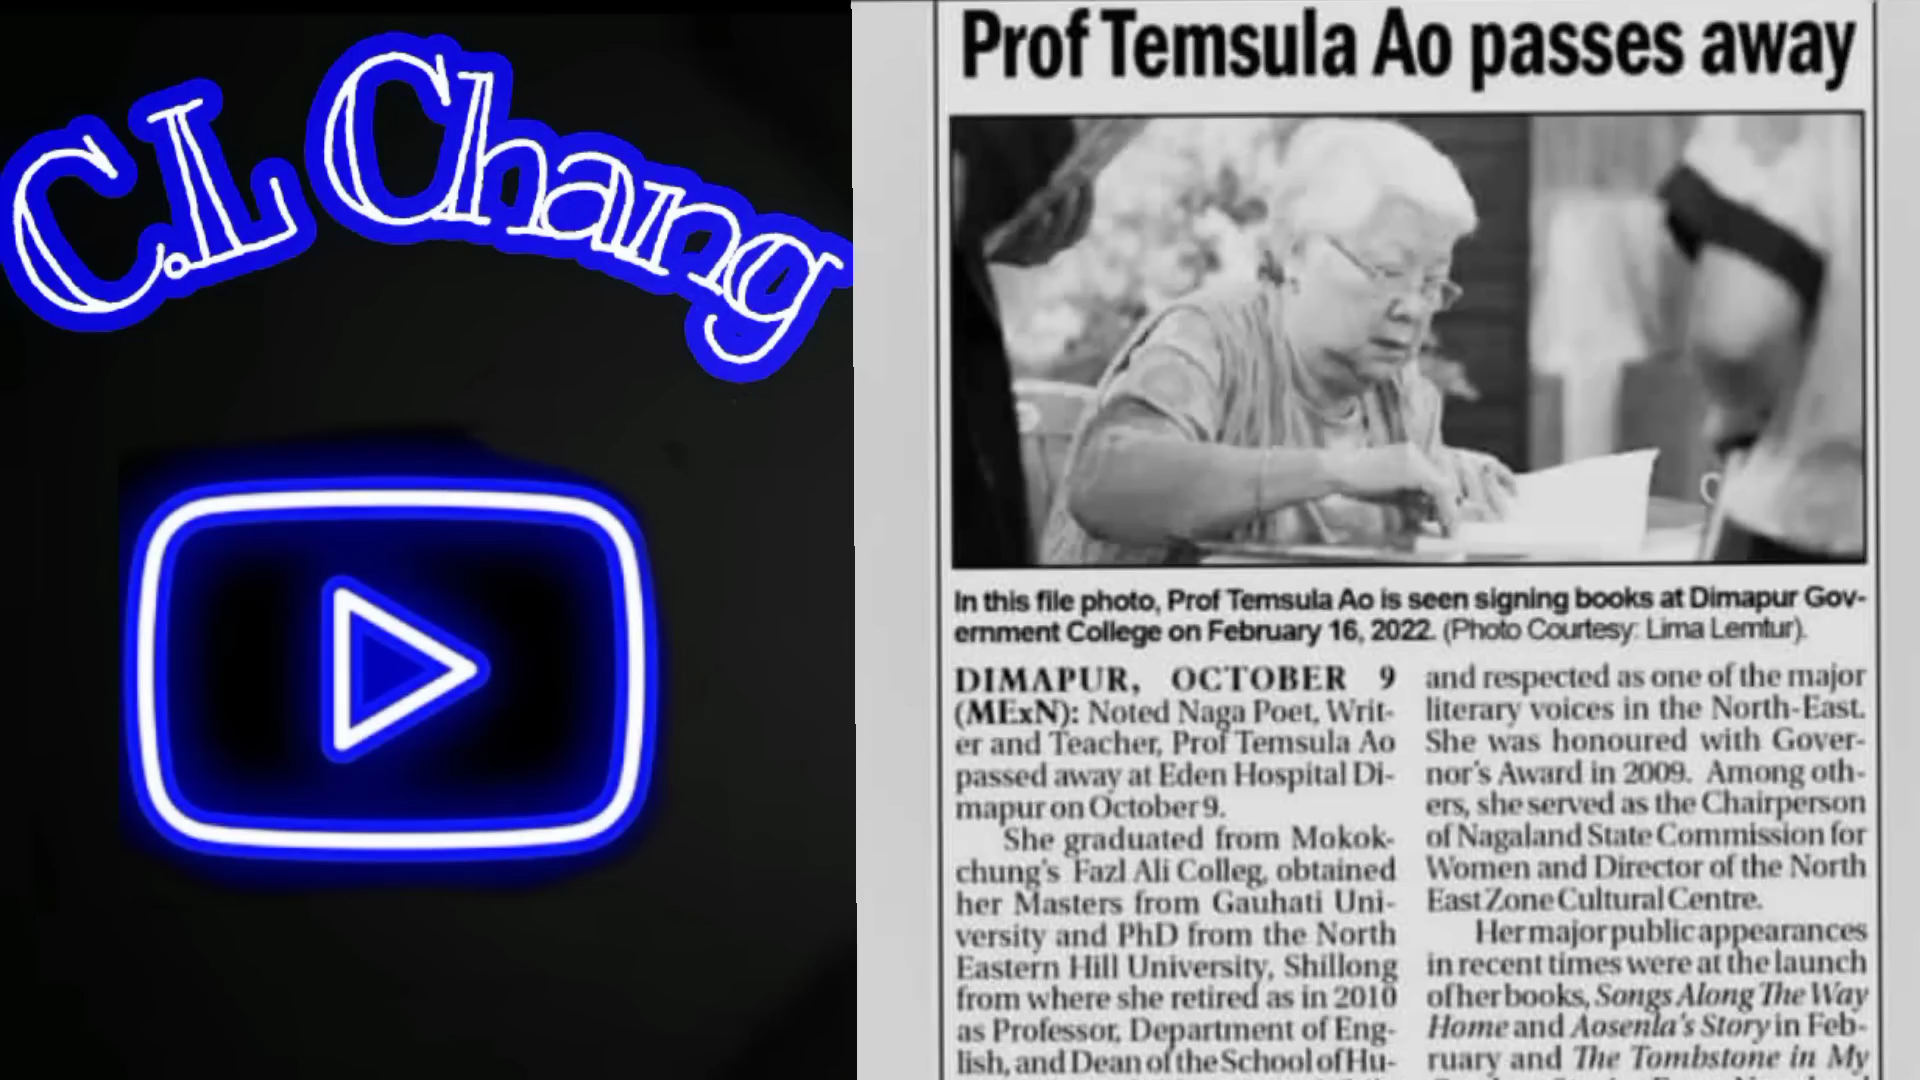 C.L Chang
Prof Temsula Ao passes away
In this file photo, Prof Temsula Ao is seen signing books at Dimapur Gov-
ernment College on February 16, 2022. (Photo Courtesy: Lima Lemtur).
DIMAPUR, OCTOBER 9
(MExN): Noted Naga Poet, Writ-
er and Teacher, Prof Temsula Ao
passed away at Eden Hospital Di-
mapur on October 9.
She graduated from Mokok-
chung's Fazl Ali Colleg, obtained
her Masters from Gauhati Uni-
versity and PhD from the North
Eastern Hill University, Shillong
from where she retired as in 2010
as Professor, Department of Eng-
lish, and Dean of the School of Hu-
and respected as one of the major
literary voices in the North-East.
She was honoured with Gover-
nor's Award in 2009. Among oth-
ers, she served as the Chairperson
of Nagaland State Commission for
Women and Director of the North
East Zone Cultural Centre.
Her major public appearances
in recent times were at the launch
of her books, Songs Along The Way
Home and Aosenla's Story in Feb-
ruary and The Tombstone in My